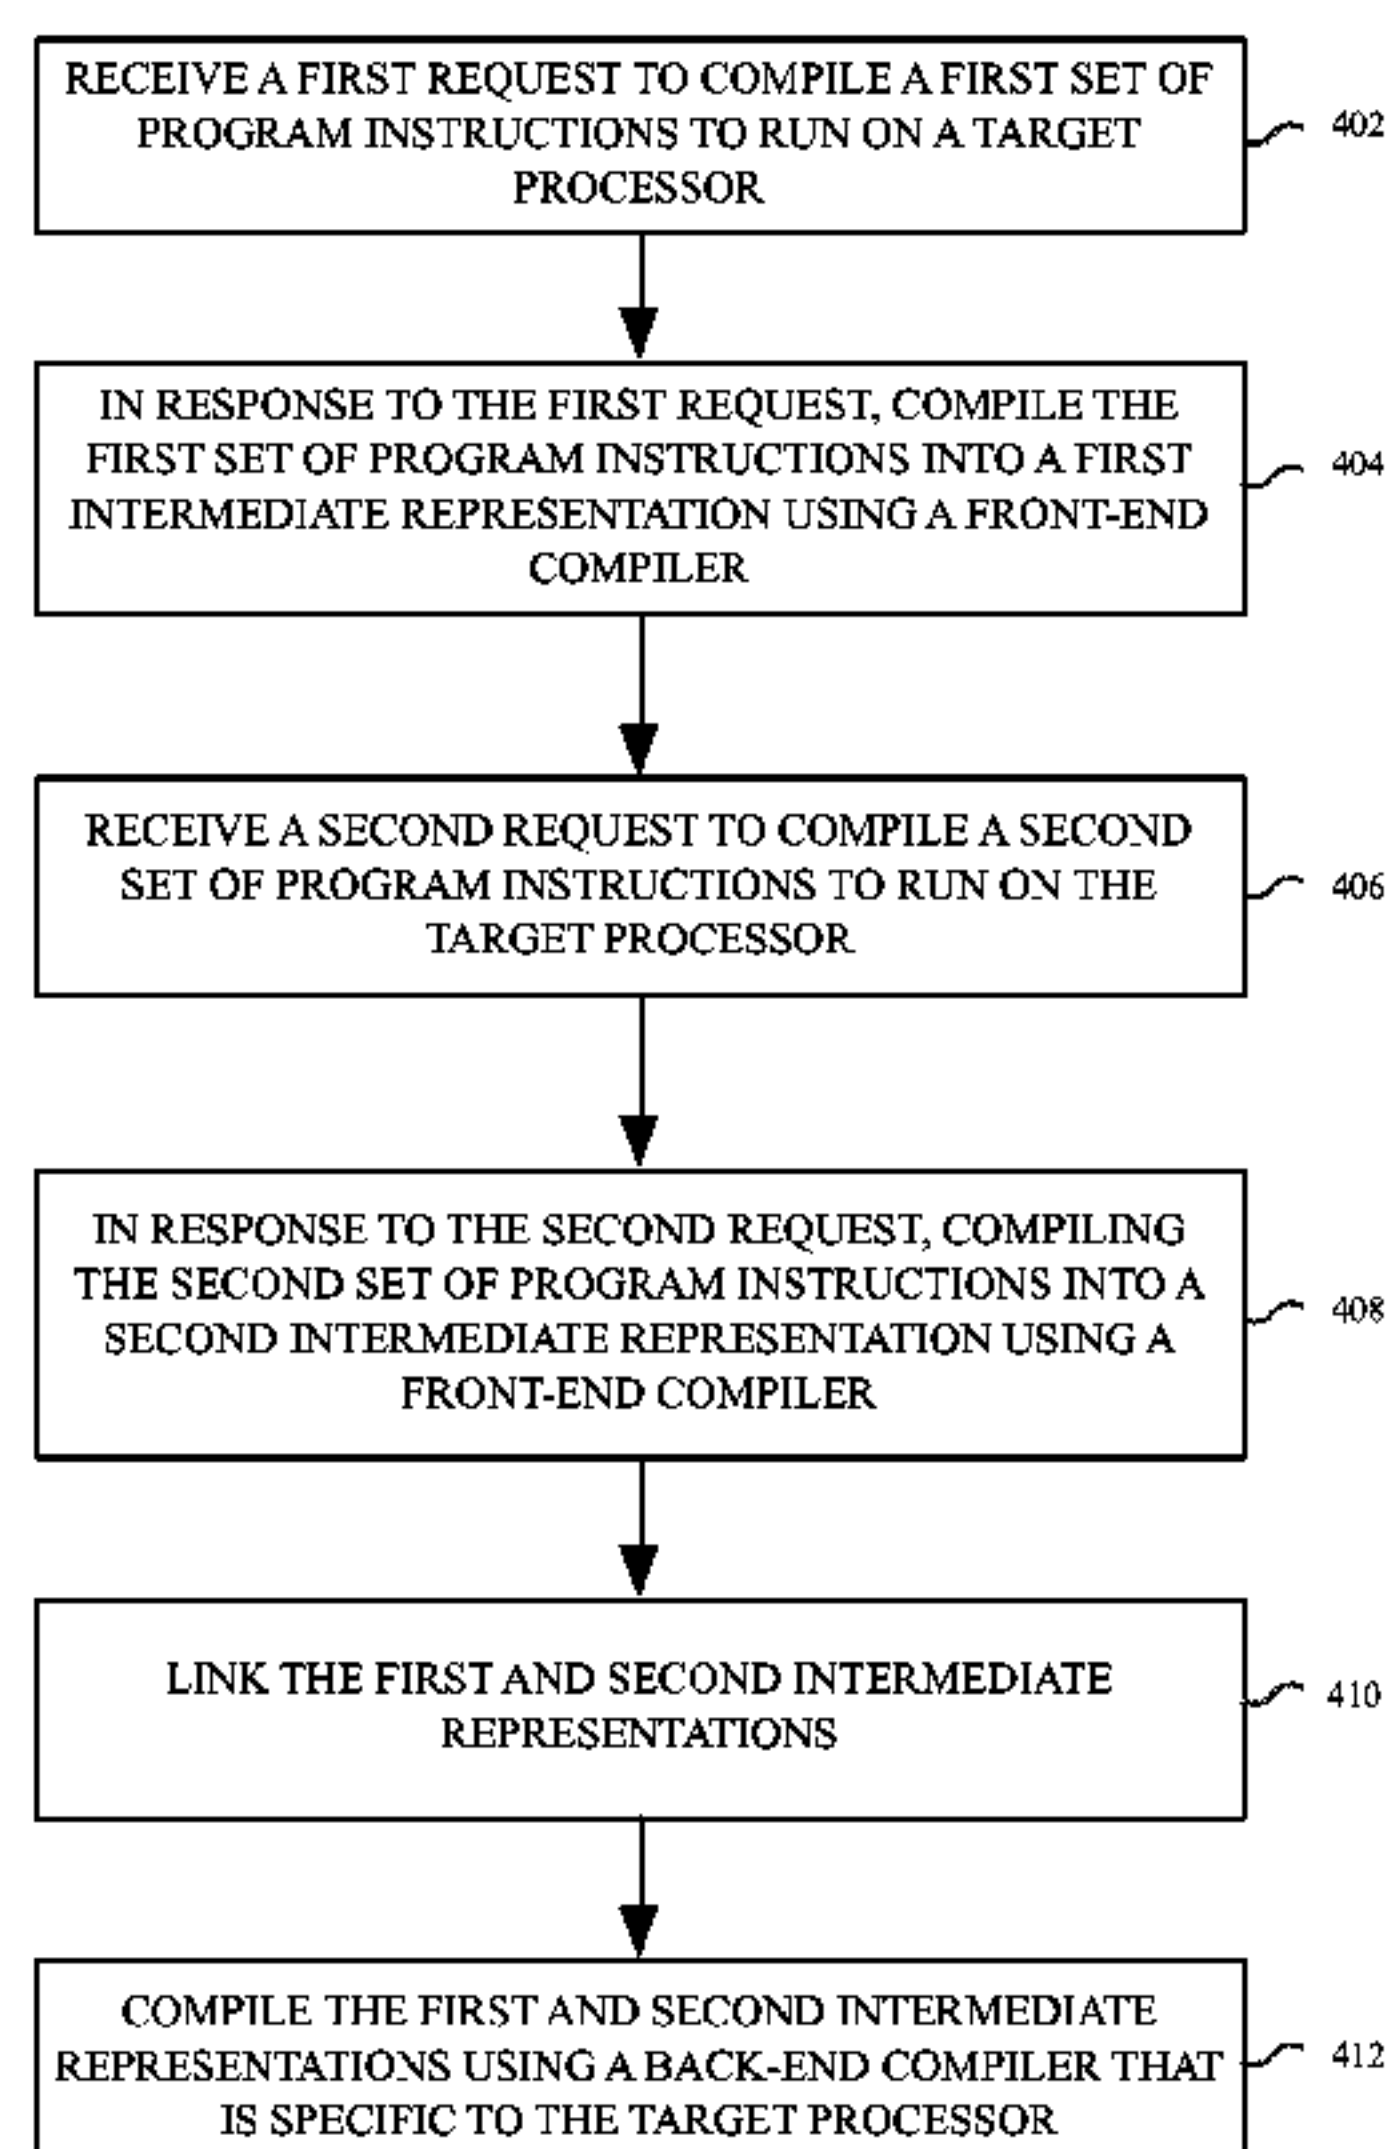 RECEIVE A FIRST REQUEST TO COMPILE A FIRST SET OF
PROGRAM INSTRUCTIONS TO RUN ON A TARGET
PROCESSOR
402
IN RESPONSE TO THE FIRST REQUEST, COMPILE THE
FIRST SET OF PROGRAM INSTRUCTIONS INTO A FIRST
INTERMEDIATE REPRESENTATION USING A FRONT-END
COMPILER
404
RECEIVE A SECOND REQUEST TO COMPILE A SECOND
SET OF PROGRAM INSTRUCTIONS TO RUN ON THE
TARGET PROCESSOR
406
IN RESPONSE TO THE SECOND REQUEST, COMPILING
THE SECOND SET OF PROGRAM INSTRUCTIONS INTO A
SECOND INTERMEDIATE REPRESENTATION USING A
FRONT-END COMPILER
408
LINK THE FIRST AND SECOND INTERMEDIATE
REPRESENTATIONS
410
COMPILE THE FIRST AND SECOND INTERMEDIATE
REPRESENTATIONS USING A BACK-END COMPILER THAT
IS SPECIFIC TO THE TARGET PROCESSOR
412